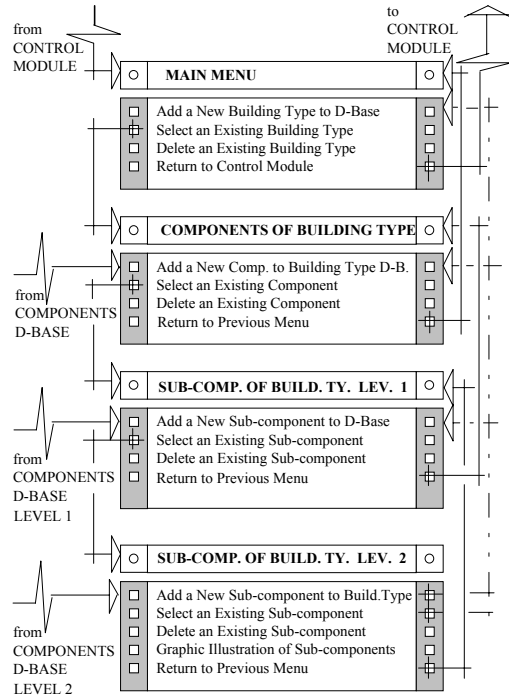 from
CONTROL
MODULE
to
CONTROL
MODULE
MAIN MENU
Add a New Building Type to D-Base
Select an Existing Building Type
Delete an Existing Building Type
Return to Control Module
COMPONENTS OF BUILDING TYPE
Add a New Comp. to Building Type D-B.
Select an Existing Component
Delete an Existing Component
Return to Previous Menu
from
COMPONENTS
D-BASE
SUB-COMP. OF BUILD. TY. LEV. 1
Add a New Sub-component to D-Base
Select an Existing Sub-component
Delete an Existing Sub-component
Return to Previous Menu
from
COMPONENTS
D-BASE
LEVEL 1
SUB-COMP. OF BUILD. TY. LEV. 2
Add a New Sub-component to Build.Type
Select an Existing Sub-component
Delete an Existing Sub-component
Graphic Illustration of Sub-components
Return to Previous Menu
from
COMPONENTS
D-BASE
LEVEL 2